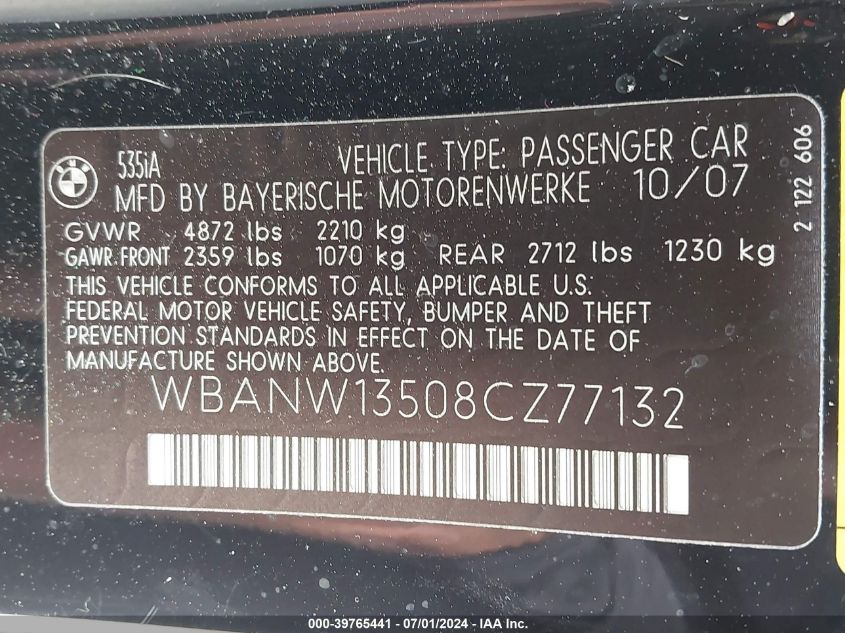 BMW
535iA VEHICLE TYPE: PASSENGER CAR
MFD BY BAYERISCHE MOTORENWERKE 10/07
GVWR 4872 lbs 2210 kg
GAWR FRONT 2359 lbs 1070 kg REAR 2712 lbs 1230 kg
THIS VEHICLE CONFORMS TO ALL APPLICABLE U.S.
FEDERAL MOTOR VEHICLE SAFETY, BUMPER AND THEFT
PREVENTION STANDARDS IN EFFECT ON THE DATE OF
MANUFACTURE SHOWN ABOVE.
WBANW13508CZ77132
2 122 606
000-39765441 - 07/01/2024 - IAA Inc.